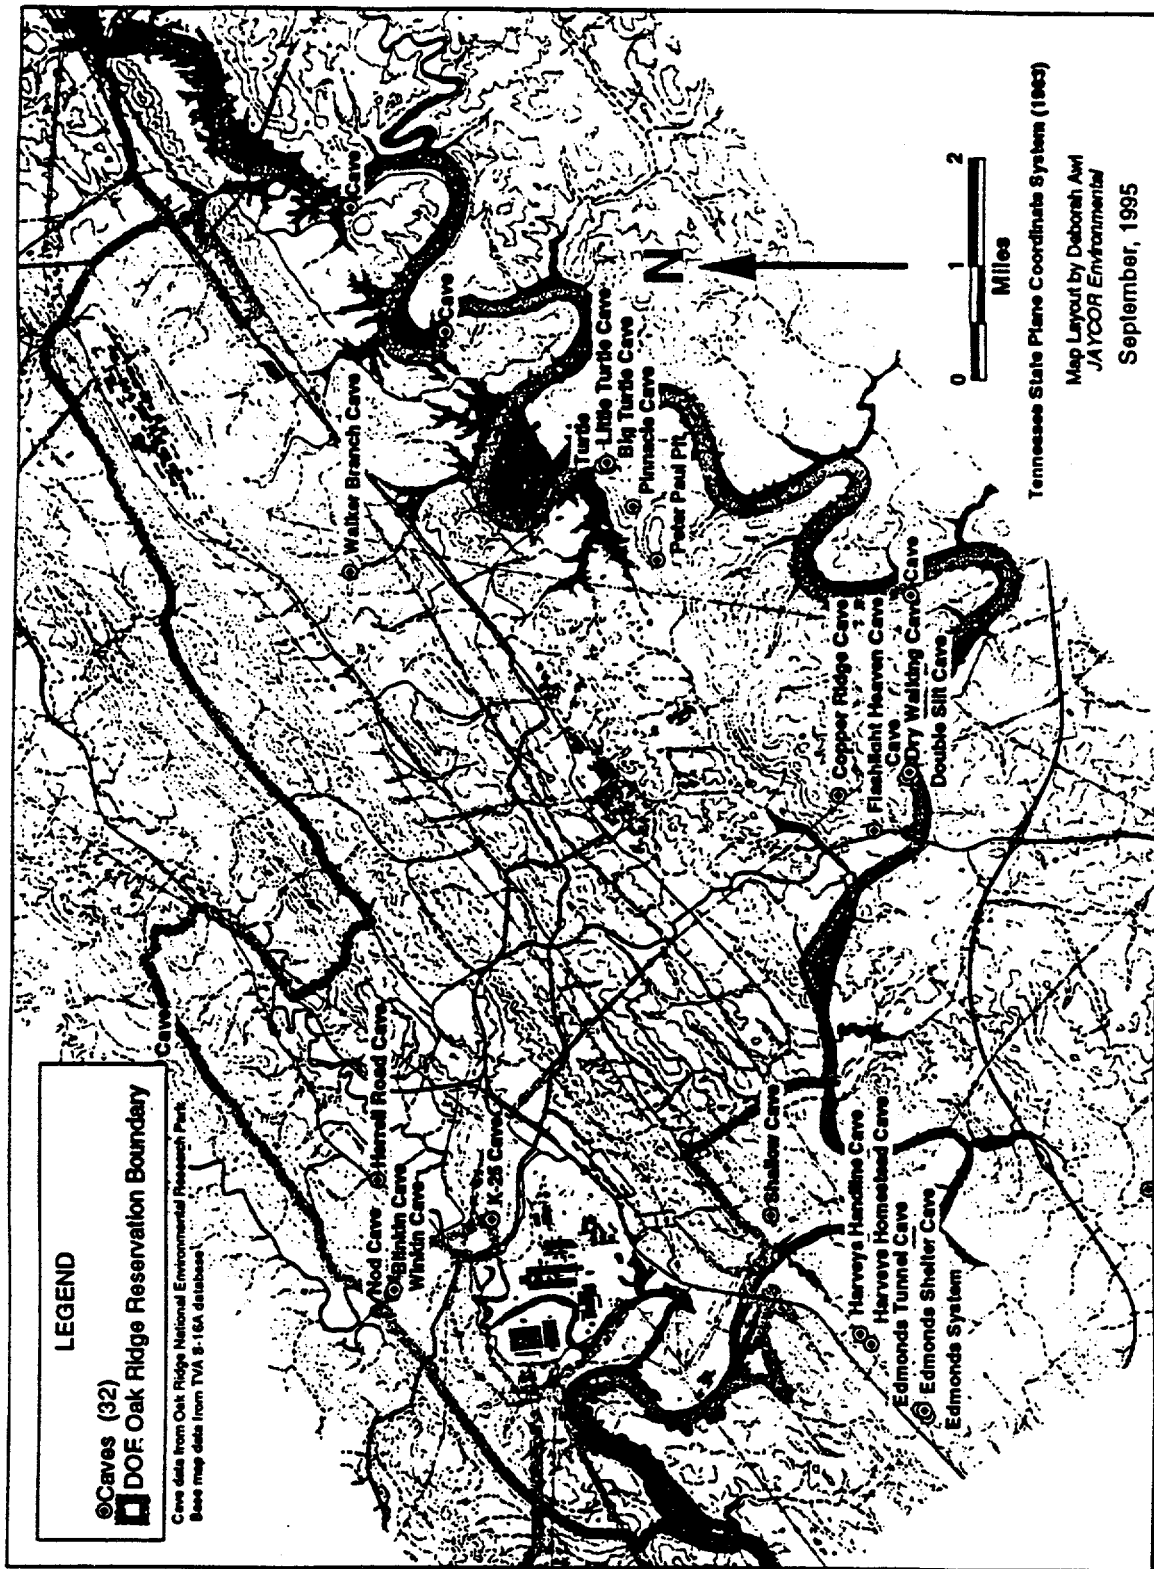 LEGEND
Caves (32)
DOE Oak Ridge Reservation Boundary
Cave data from Oak Ridge National Environmental Research Park
Base map data from TVA S-16A database
Cave
Nod Cave
Blinkin Cave
Winkin Cave
Harrell Road Cave
K-25 Cave
Walker Branch Cave
Cave
Cave
Turtle
Little Turtle Cave
Big Turtle Cave
Pinnacle Cave
Peter Paul Pit
Shallow Cave
Copper Ridge Cave
Flashlight Heaven Cave
Cave
Dry Walking Cave
Cave
Double Slit Cave
Harveys Handline Cave
Harveys Homestead Cave
Edmonds Tunnel Cave
Edmonds Shelter Cave
Edmonds System
N
0 1 2
Miles
Tennessee State Plane Coordinate System (1983)
Map Layout by Deborah Awl
JAYCOR Environmental
September, 1995